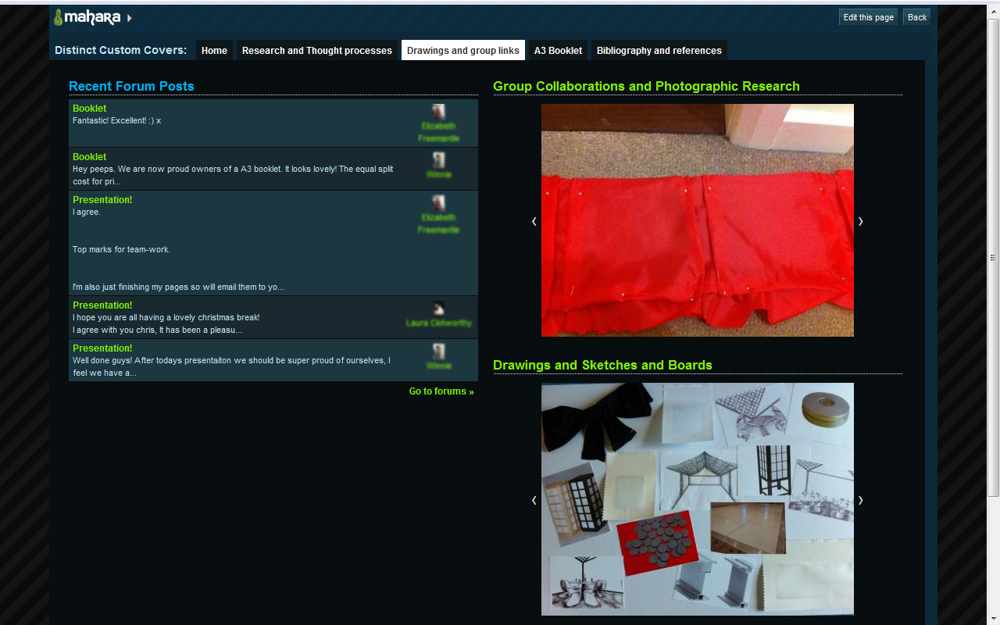 mahara
Edit this page
Back
Distinct Custom Covers:
Home
Research and Thought processes
Drawings and group links
A3 Booklet
Bibliography and references
Recent Forum Posts
Booklet
Fantastic! Excellent! :) x
Elizabeth
Freemantle
Booklet
Hey peeps. We are now proud owners of a A3 booklet. It looks lovely! The equal split
cost for pri...
Winnie
Presentation!
I agree.
Elizabeth
Freemantle
Top marks for team-work.
I'm also just finishing my pages so will email them to yo...
Presentation!
I hope you are all having a lovely christmas break!
I agree with you chris, It has been a pleasu...
Laura Clotworthy
Presentation!
Well done guys! After todays presentaiton we should be super proud of ourselves, I
feel we have a...
Winnie
Go to forums »
Group Collaborations and Photographic Research
Drawings and Sketches and Boards